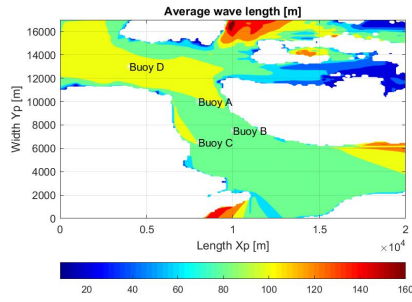 Average wave length [m]
16000
14000
12000
10000
8000
6000
4000
2000
0
Width Yp [m]
Buoy D
Buoy A
Buoy B
Buoy C
0 0.5 1 1.5 2
Length Xp [m]
×10⁴
20 40 60 80 100 120 140 160